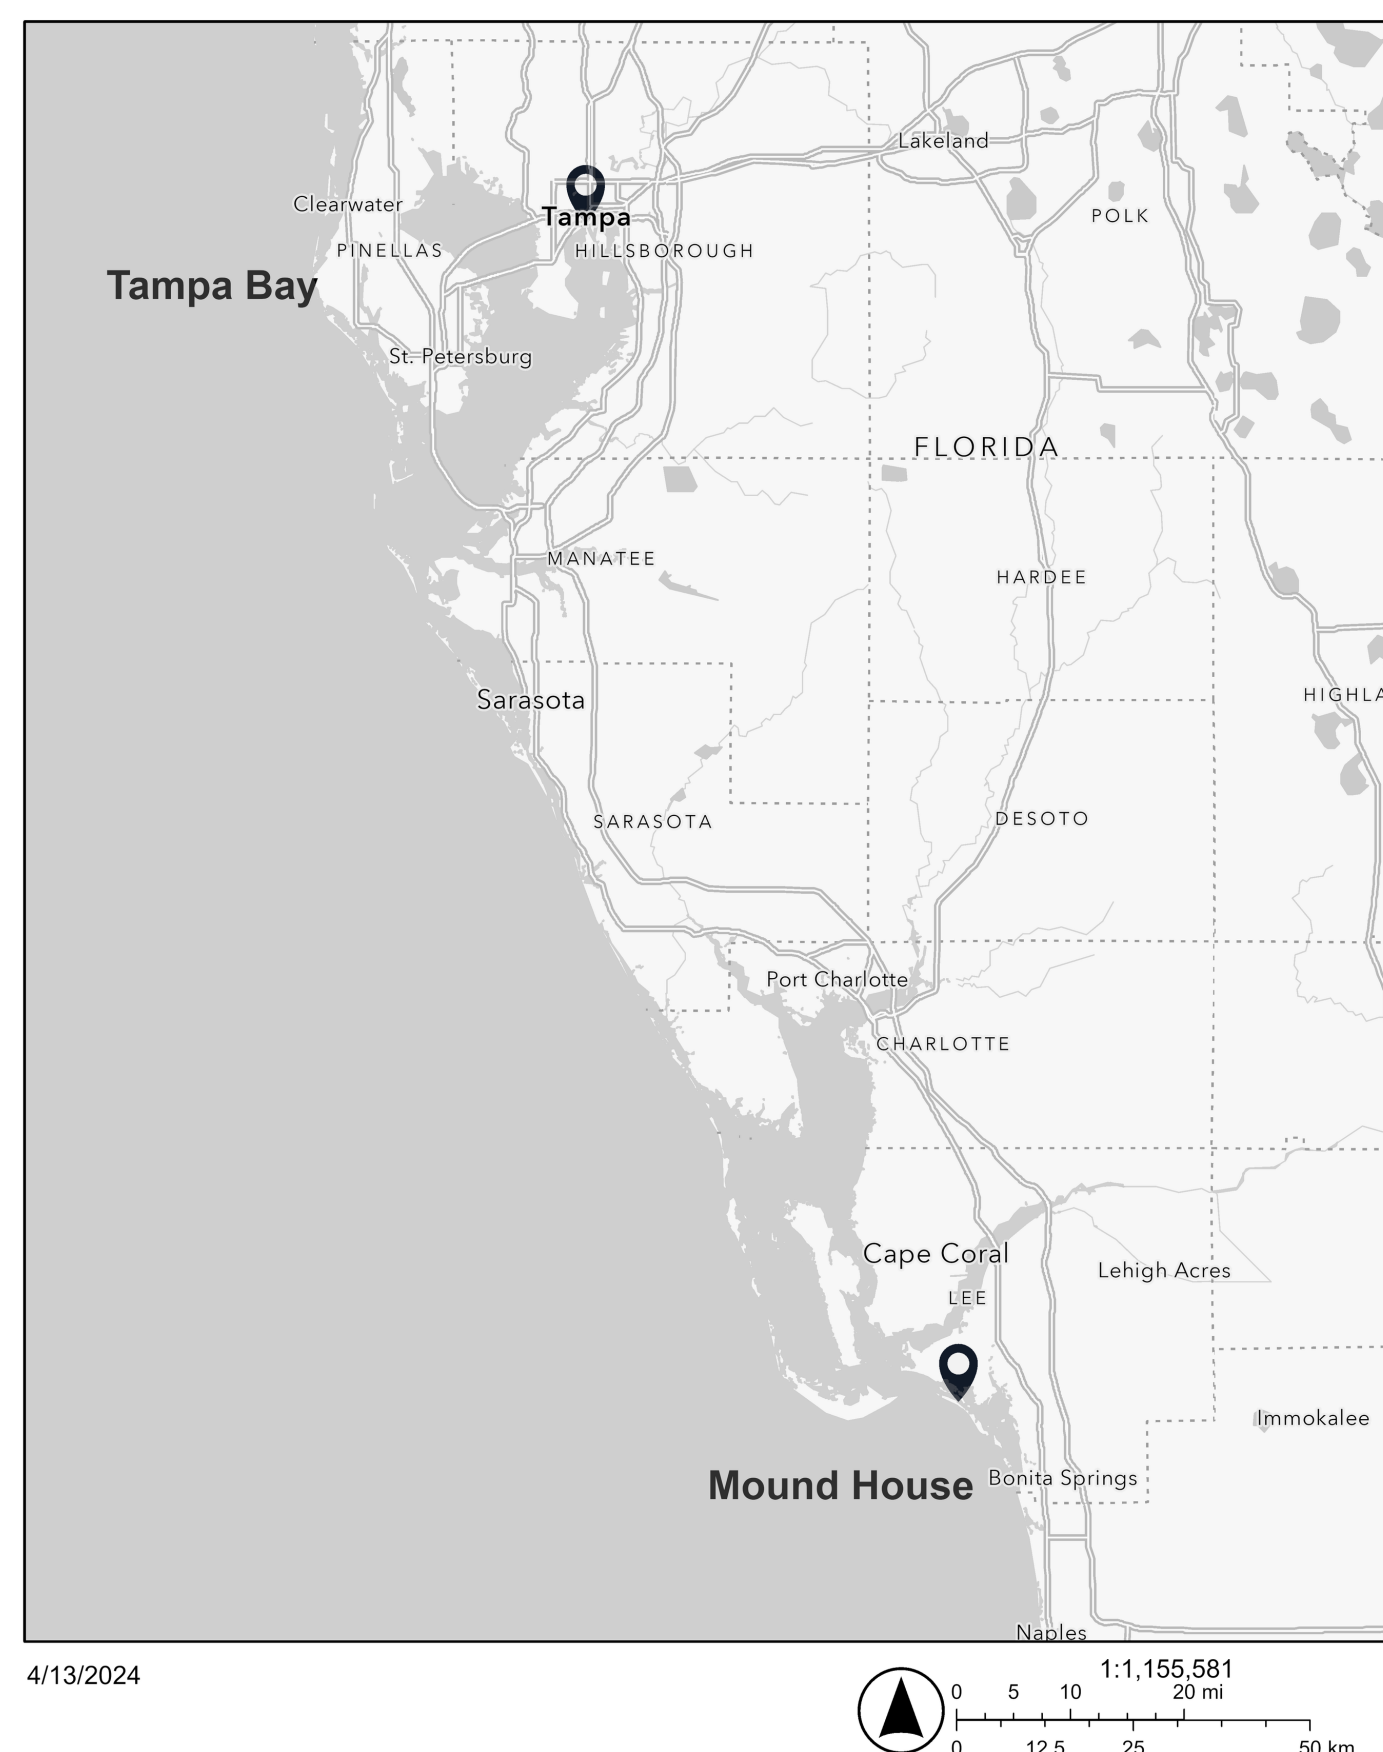 Lakeland
Clearwater
Tampa
POLK
PINELLAS
HILLSBOROUGH
Tampa Bay
St. Petersburg
FLORIDA
MANATEE
HARDEE
Sarasota
HIGHLA
SARASOTA
DESOTO
Port Charlotte
CHARLOTTE
Cape Coral
Lehigh Acres
LEE
Immokalee
Mound House
Bonita Springs
Naples
4/13/2024
1:1,155,581
0 5 10 20 mi
0 12.5 25 50 km